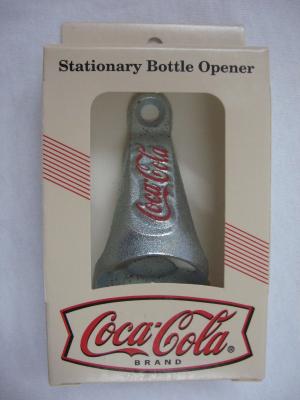 Stationary Bottle Opener
Coca-Cola
Coca-Cola®
BRAND